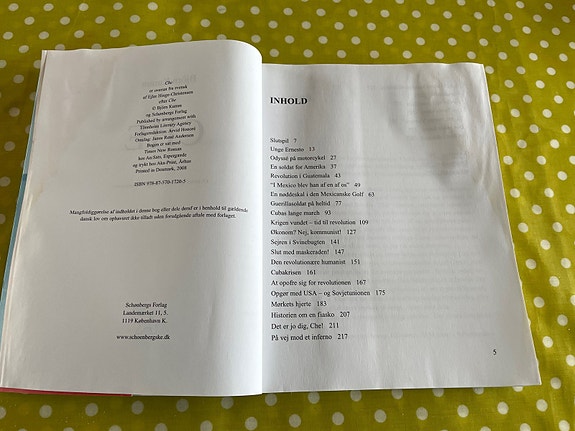 Che
er oversat fra svensk
af Ejlse Hauge-Christensen
efter Che
© Björn Kumm
og Schønbergs Forlag
Published by arrangement with
Leonhardt Literary Agency
Forlagsredaktion: Arvid Honoré
Omslag: Janus René Andersen
Bogen er sat med
Times New Roman
hos An:Sats, Espergærde
og trykt hos Aka-Print, Århus
Printed in Denmark, 2008
ISBN 978-87-570-1720-5
Mangfoldiggørelse af indholdet i denne bog eller dele deraf er i henhold til gældende
dansk lov om ophavsret ikke tilladt uden forudgående aftale med forlaget.
Schønbergs Forlag
Landemærket 11, 5.
1119 København K.
www.schoenbergske.dk
INHOLD
Slutspil 7
Unge Ernesto 13
Odyssé på motorcykel 27
En soldat for Amerika 37
Revolution i Guatemala 43
"I Mexico blev han af en af os" 49
En nøddeskal i den Mexicanske Golf 63
Guerillasoldat på heltid 77
Cubas lange march 93
Krigen vundet – tid til revolution 109
Økonom? Nej, kommunist! 127
Sejren i Svinebugten 141
Slut med maskeraden! 147
Den revolutionære humanist 151
Cubakrisen 161
At opofre sig for revolutionen 167
Opgør med USA – og Sovjetunionen 175
Mørkets hjerte 183
Historien om en fiasko 207
Det er jo dig, Che! 211
På vej mod et inferno 217
5